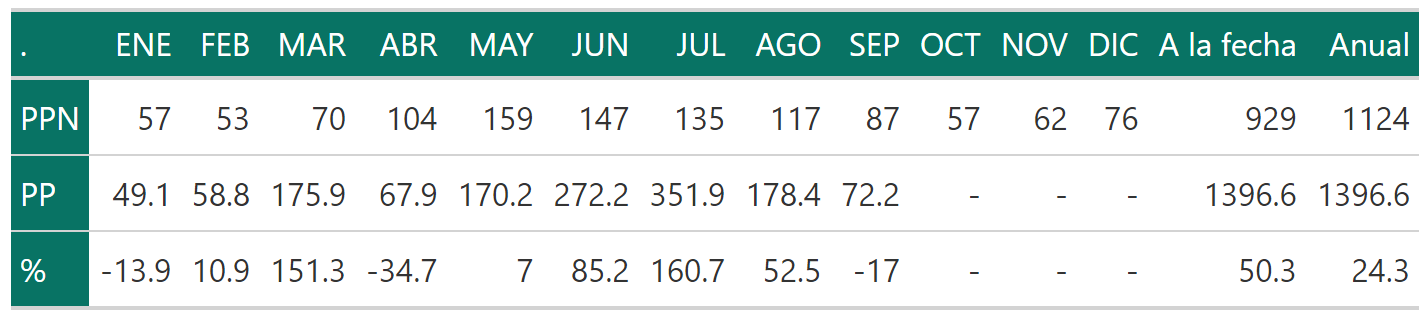 . ENE FEB MAR ABR MAY JUN JUL AGO SEP OCT NOV DIC A la fecha Anual
PPN 57 53 70 104 159 147 135 117 87 57 62 76 929 1124
PP 49.1 58.8 175.9 67.9 170.2 272.2 351.9 178.4 72.2 - - - 1396.6 1396.6
% -13.9 10.9 151.3 -34.7 7 85.2 160.7 52.5 -17 - - - 50.3 24.3